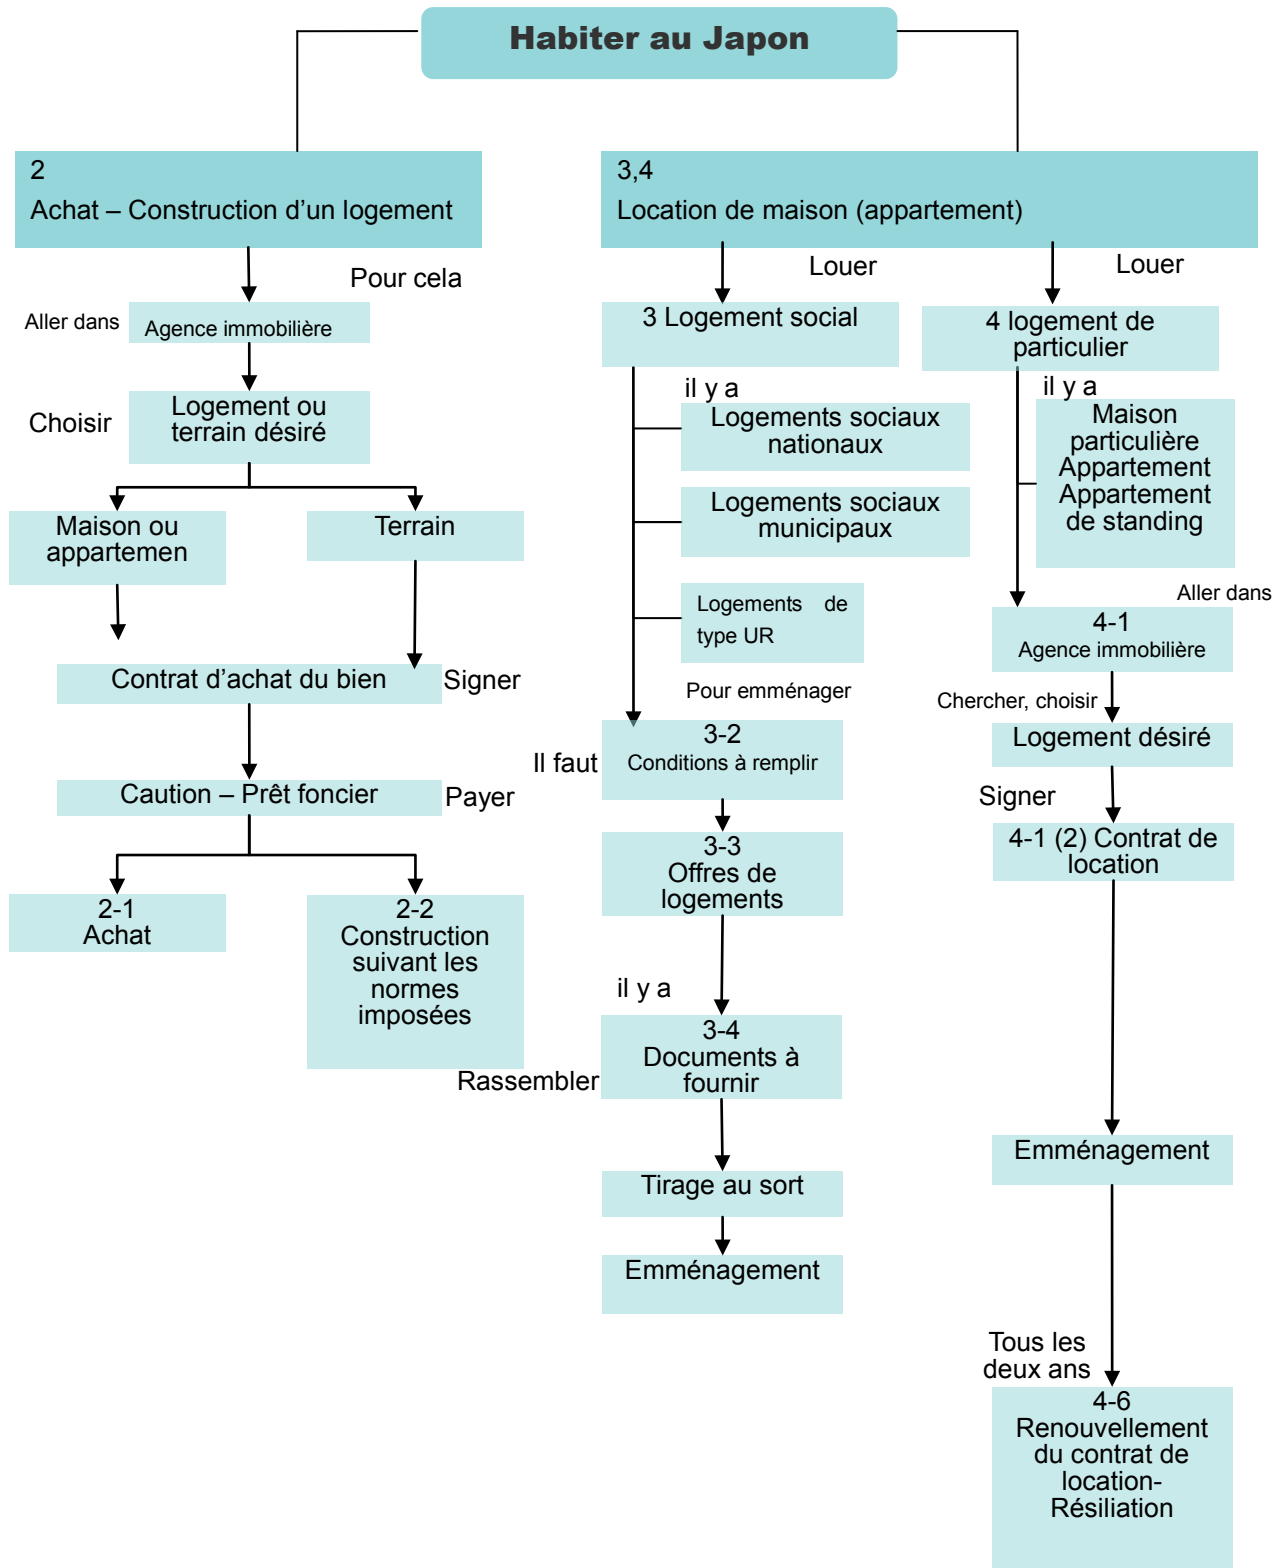 Habiter au Japon
2
Achat – Construction d’un logement
Pour cela
Aller dans
Agence immobilière
Choisir
Logement ou
terrain désiré
Maison ou
appartemen
Terrain
Contrat d’achat du bien
Signer
Caution – Prêt foncier
Payer
2-1
Achat
2-2
Construction
suivant les
normes
imposées
3,4
Location de maison (appartement)
Louer
3 Logement social
il y a
Logements sociaux
nationaux
Logements sociaux
municipaux
Logements de
type UR
Pour emménager
Il faut
3-2
Conditions à remplir
3-3
Offres de
logements
il y a
3-4
Documents à
fournir
Rassembler
Tirage au sort
Emménagement
Louer
4 logement de
particulier
il y a
Maison
particulière
Appartement
Appartement
de standing
Aller dans
4-1
Agence immobilière
Chercher, choisir
Logement désiré
Signer
4-1 (2) Contrat de
location
Emménagement
Tous les
deux ans
4-6
Renouvellement
du contrat de
location-
Résiliation